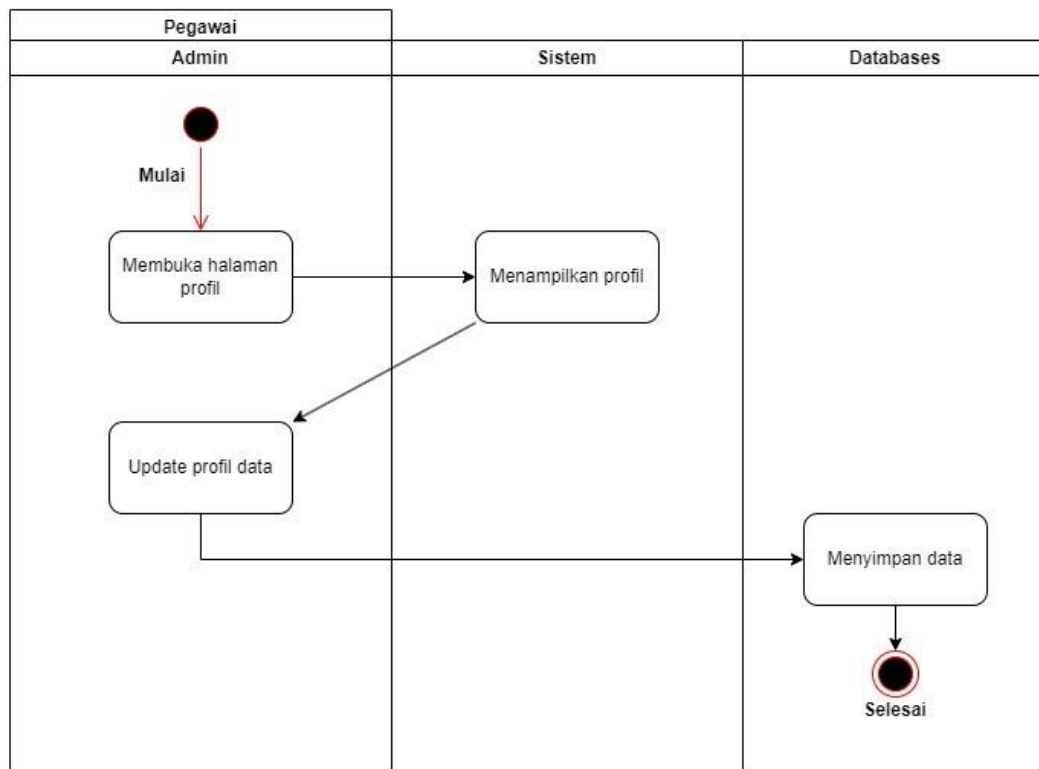 Pegawai
Admin
Sistem
Databases
Mulai
Membuka halaman
profil
Menampilkan profil
Update profil data
Menyimpan data
Selesai